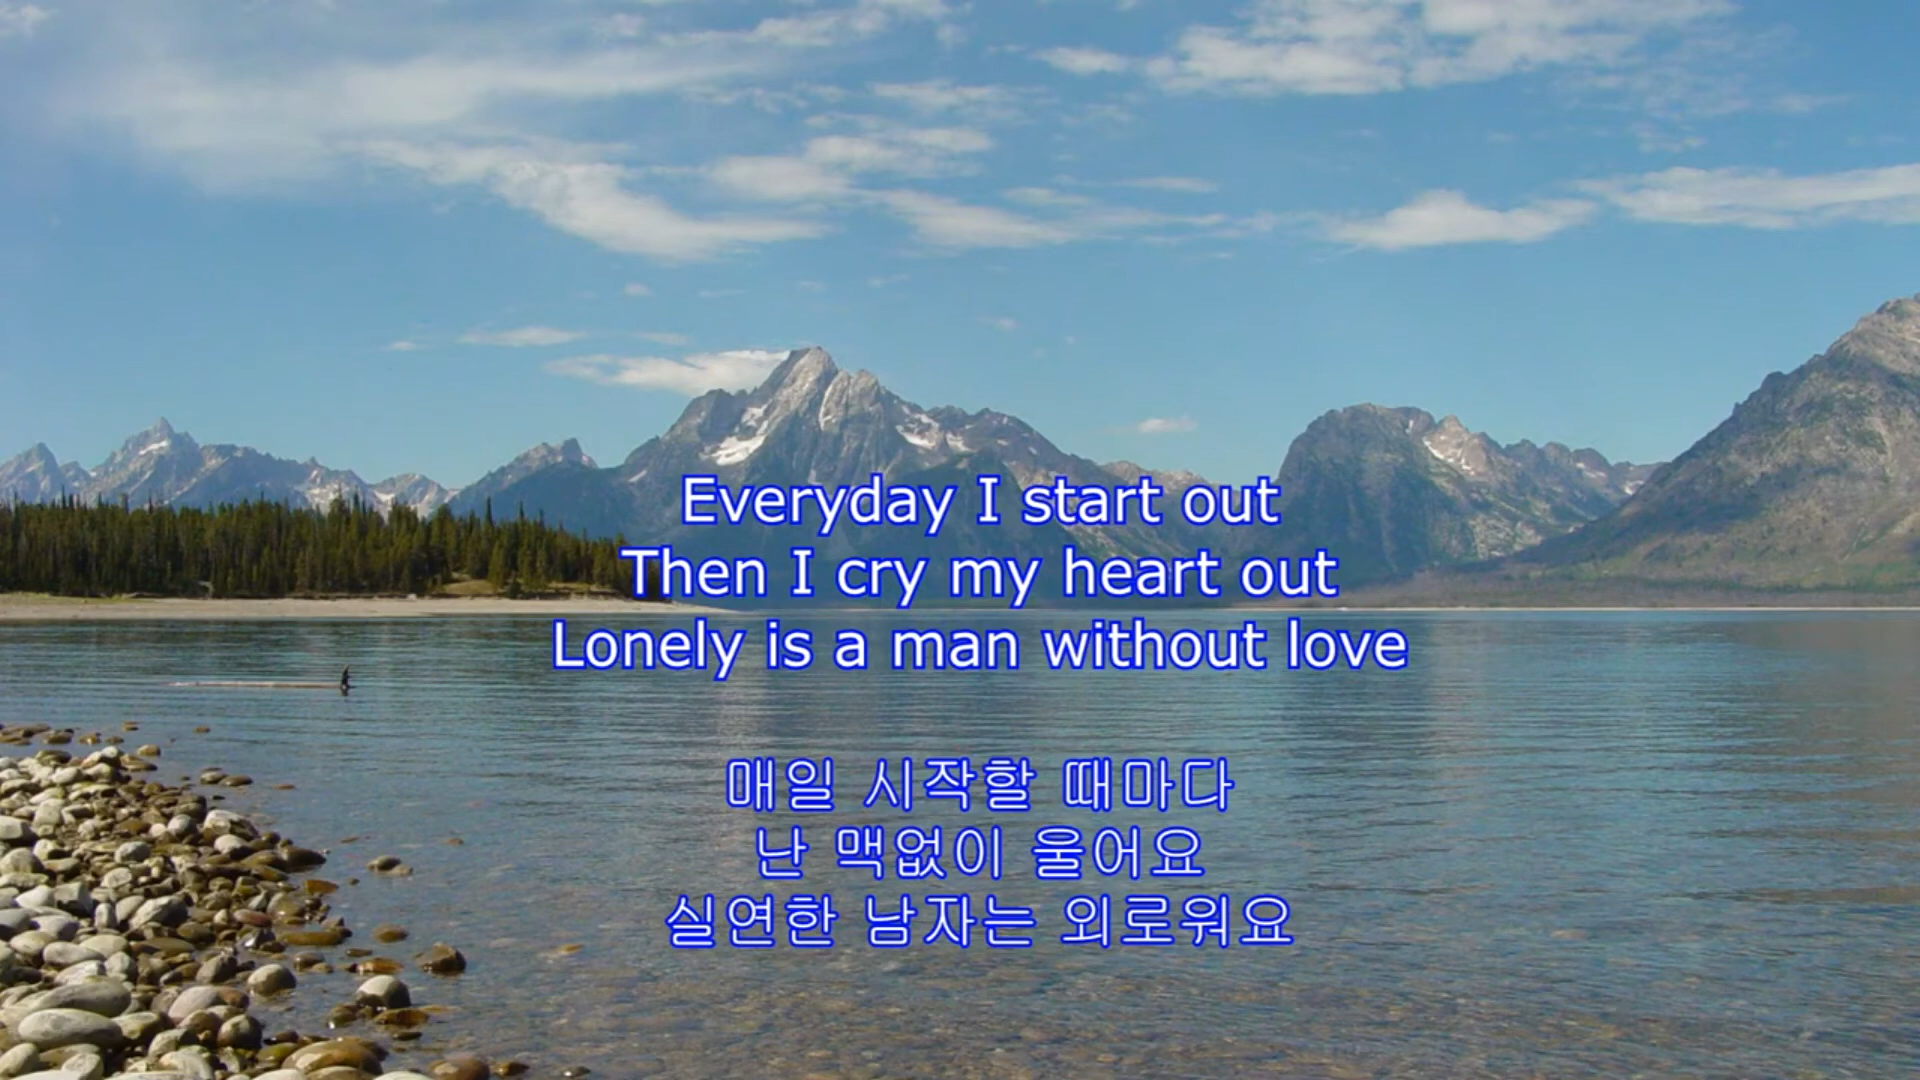 Everyday I start out
Then I cry my heart out
Lonely is a man without love
매일 시작할 때마다
난 맥없이 울어요
실연한 남자는 외로워요